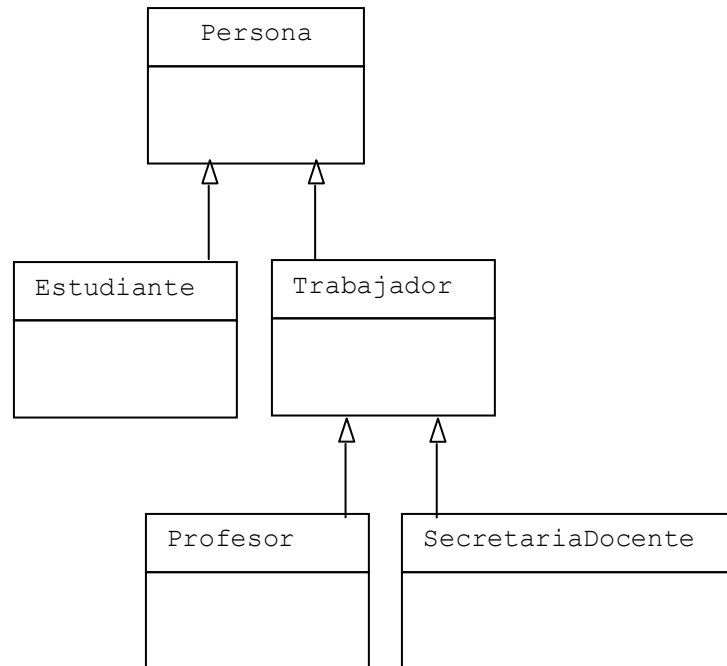 Persona
Estudiante
Trabajador
Profesor
SecretariaDocente